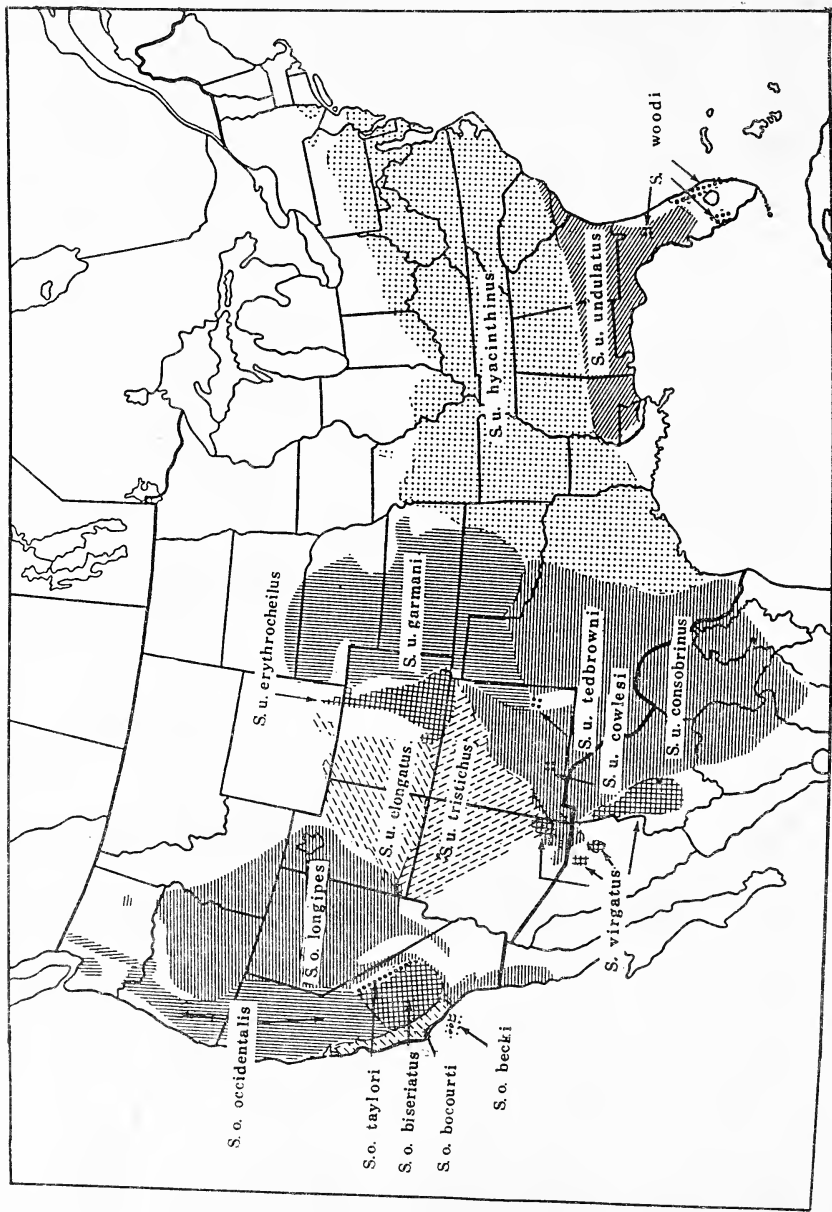 S. o. occidentalis
S. o. taylori
S. o. biseriatus
S. o. bocourti
S. o. becki
S. o. longipes
S. u. elongatus
S. u. tristichus
S. virgatus
S. u. erythrocheilus
S. u. garmani
S. u. tedbrowni
S. u. cowlesi
S. u. consobrinus
S. u. hyacinthinus
S. u. undulatus
S. woodi